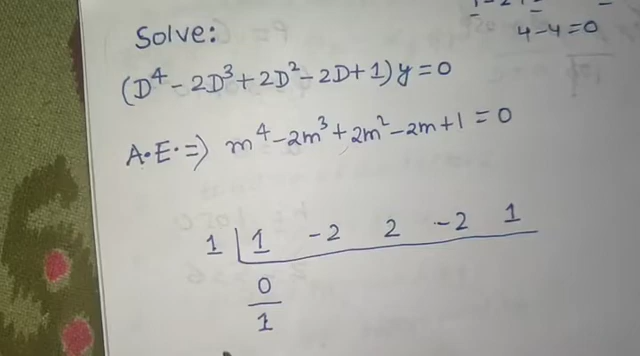 4-4=0
Solve:
(D⁴-2D³+2D²-2D+1)y=0
A.E.=) m⁴-2m³+2m²-2m+1=0
1 | 1 -2 2 -2 1
0
1